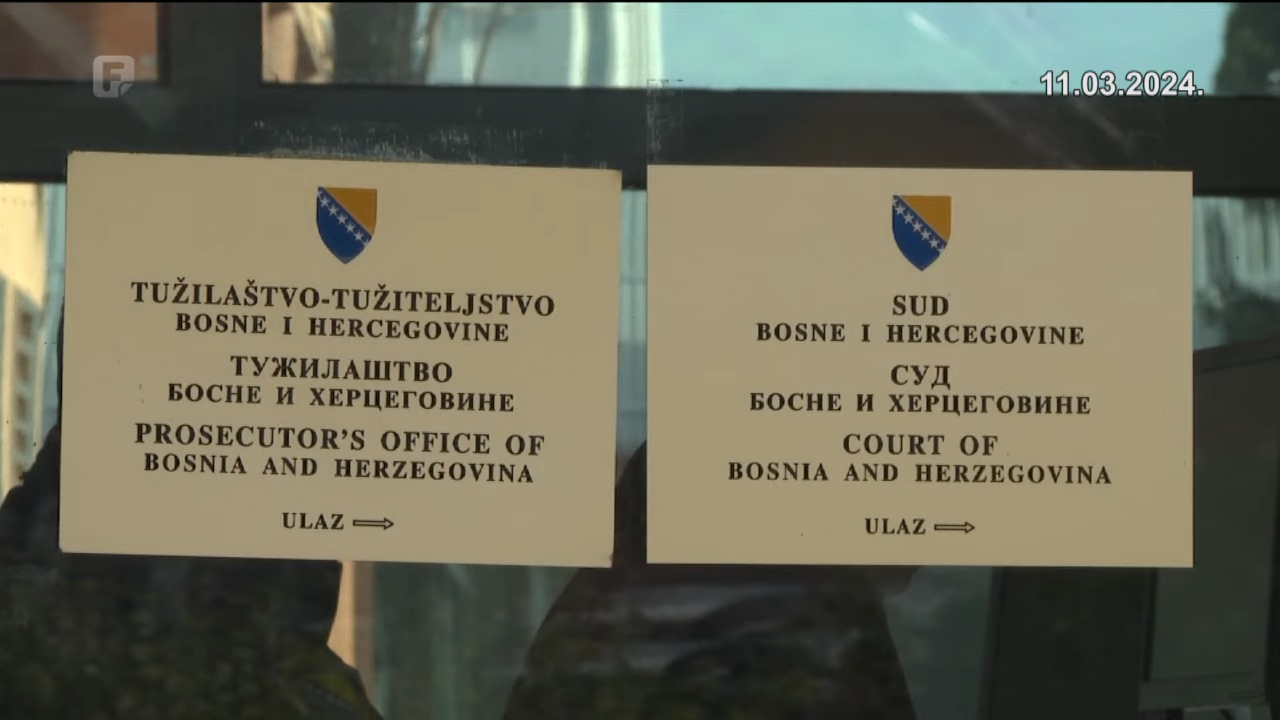 F
11.03.2024.
TUŽILAŠTVO-TUŽITELJSTVO
BOSNE I HERCEGOVINE
ТУЖИЛАШТВО
БОСНЕ И ХЕРЦЕГОВИНЕ
PROSECUTOR'S OFFICE OF
BOSNIA AND HERZEGOVINA
ULAZ
SUD
BOSNE I HERCEGOVINE
СУД
БОСНЕ И ХЕРЦЕГОВИНЕ
COURT OF
BOSNIA AND HERZEGOVINA
ULAZ